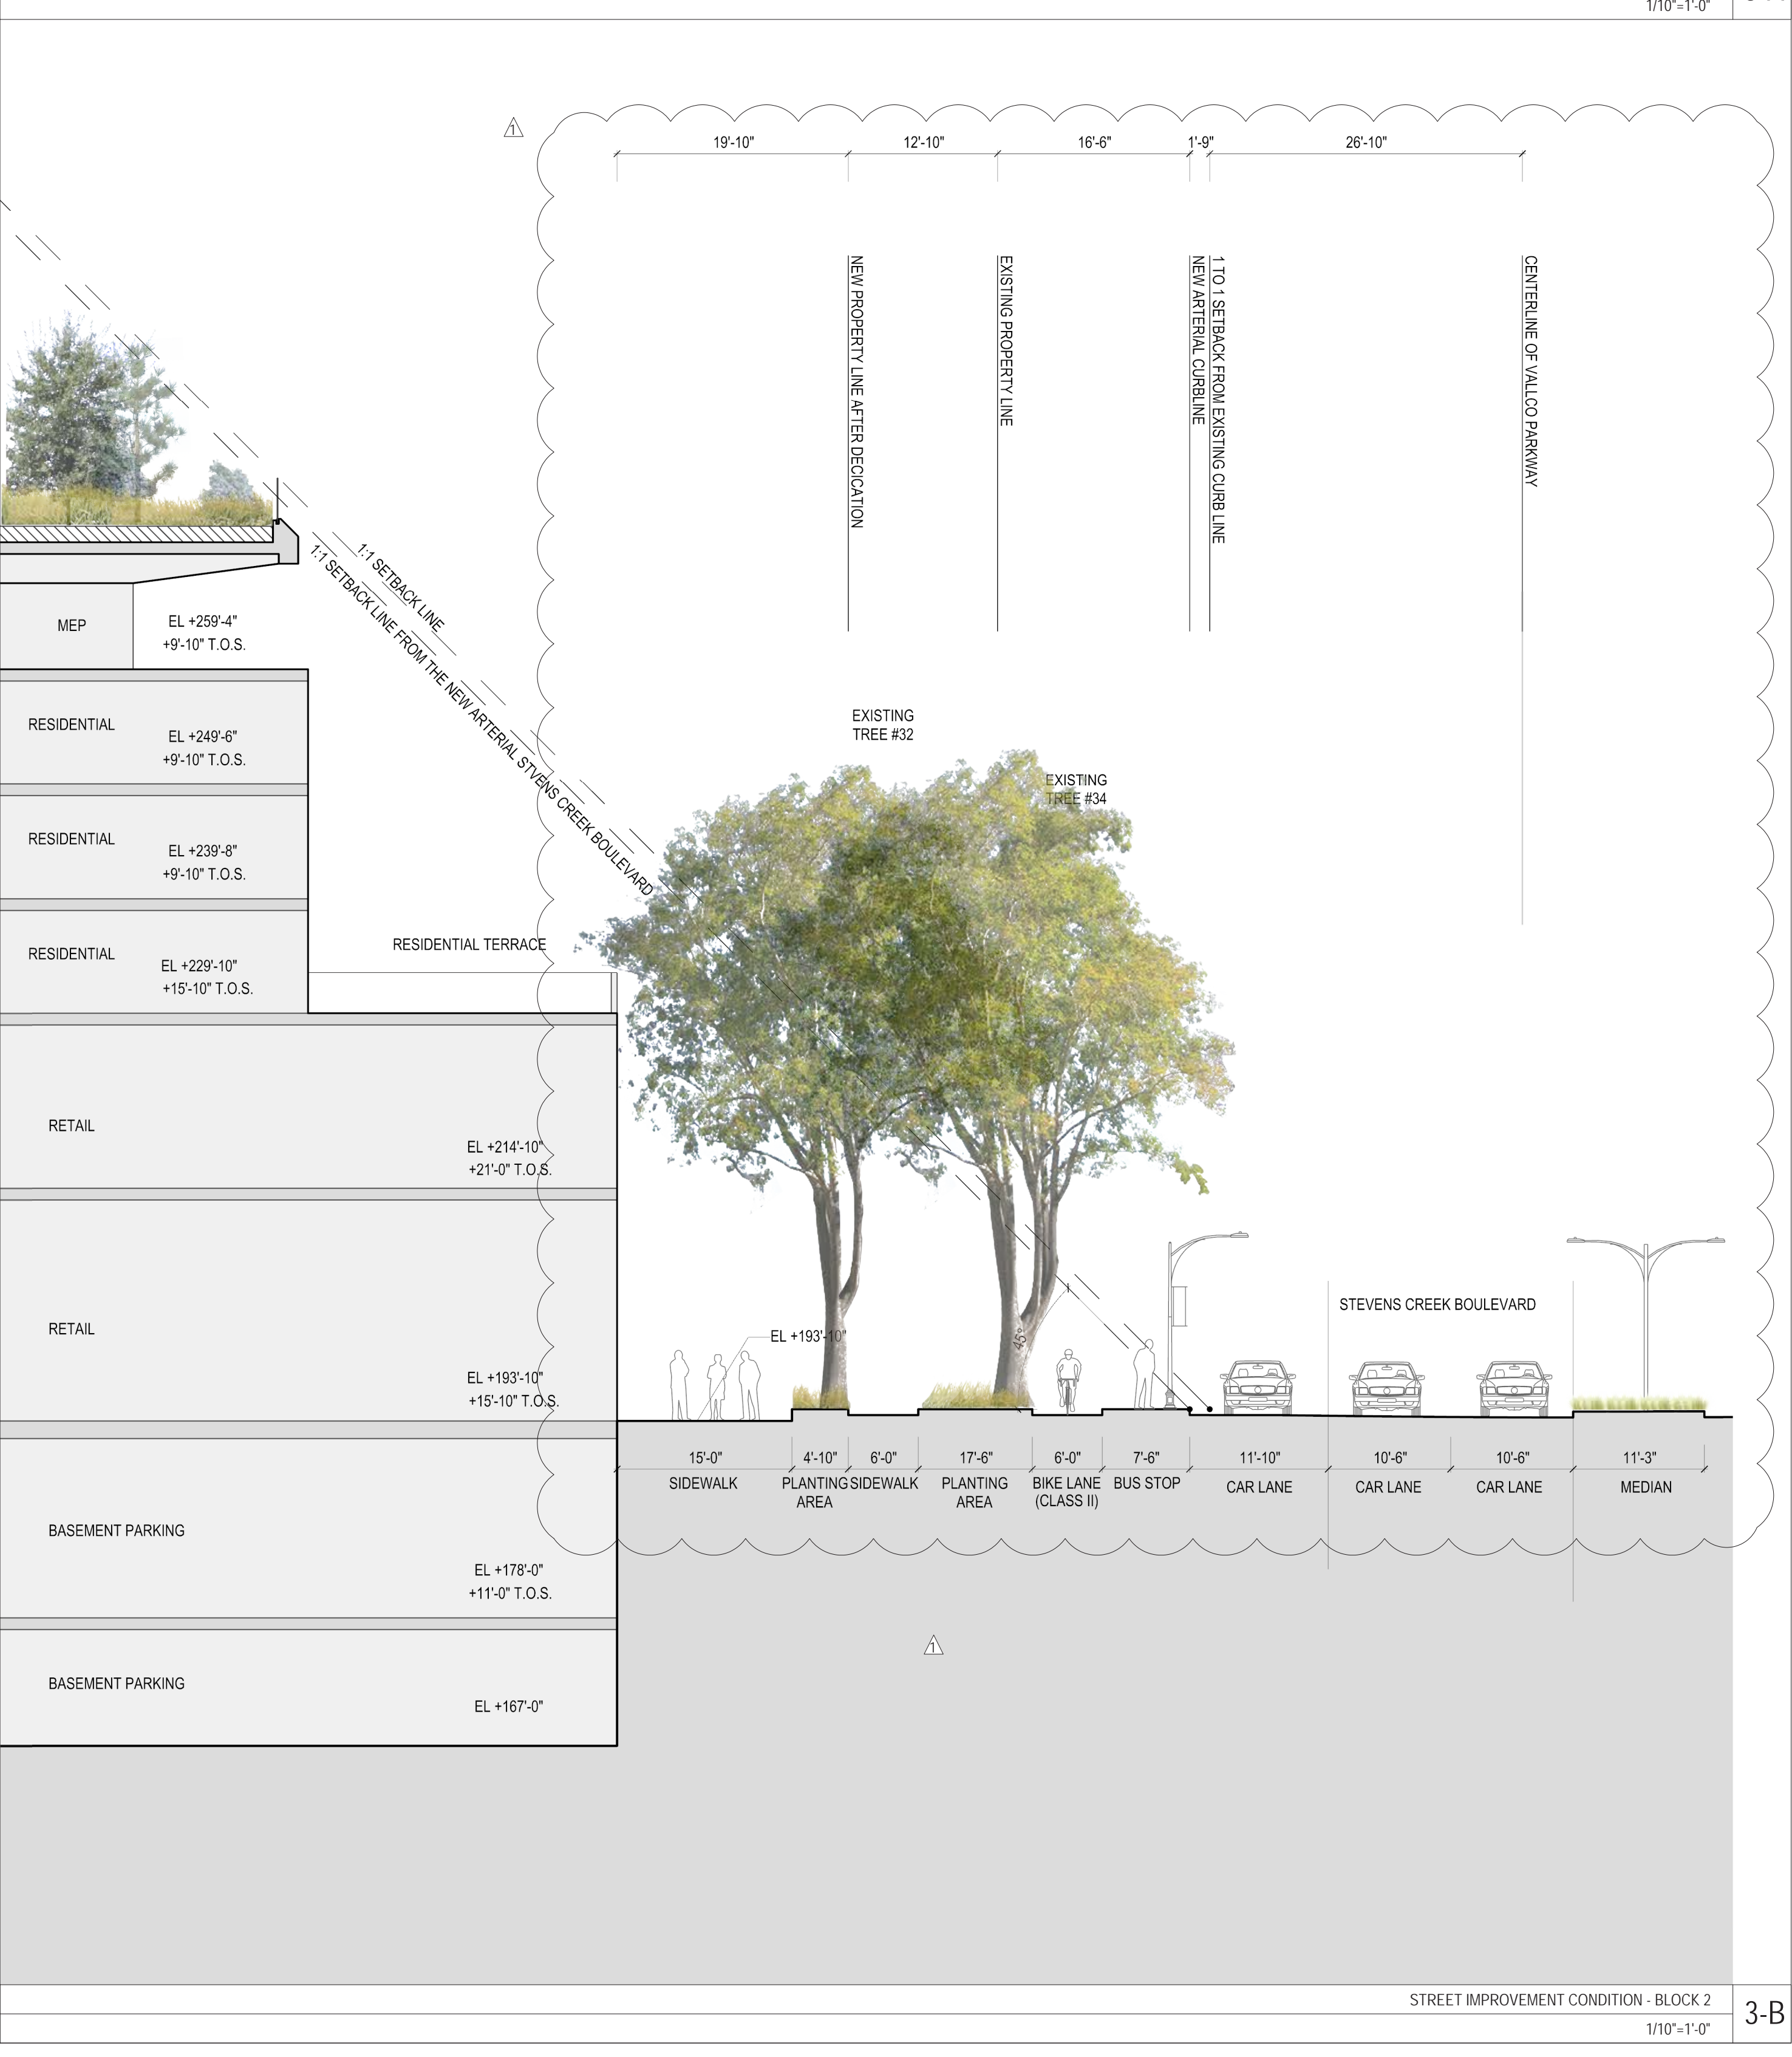 1/10"=1'-0"
1
19'-10"
12'-10"
16'-6"
1'-9"
26'-10"
NEW PROPERTY LINE AFTER DECICATION
EXISTING PROPERTY LINE
NEW ARTERIAL CURBLINE
1 TO 1 SETBACK FROM EXISTING CURB LINE
CENTERLINE OF VALLCO PARKWAY
1:1 SETBACK LINE
1:1 SETBACK LINE FROM THE NEW ARTERIAL STVENS CREEK BOULEVARD
MEP
EL +259'-4"
+9'-10" T.O.S.
RESIDENTIAL
EL +249'-6"
+9'-10" T.O.S.
EXISTING
TREE #32
EXISTING
TREE #34
RESIDENTIAL
EL +239'-8"
+9'-10" T.O.S.
RESIDENTIAL
EL +229'-10"
+15'-10" T.O.S.
RESIDENTIAL TERRACE
RETAIL
EL +214'-10"
+21'-0" T.O.S.
RETAIL
EL +193'-10"
+15'-10" T.O.S.
EL +193'-10"
45°
STEVENS CREEK BOULEVARD
15'-0"
SIDEWALK
4'-10"
PLANTING
AREA
6'-0"
SIDEWALK
17'-6"
PLANTING
AREA
6'-0"
BIKE LANE
(CLASS II)
7'-6"
BUS STOP
11'-10"
CAR LANE
10'-6"
CAR LANE
10'-6"
CAR LANE
11'-3"
MEDIAN
BASEMENT PARKING
EL +178'-0"
+11'-0" T.O.S.
1
BASEMENT PARKING
EL +167'-0"
STREET IMPROVEMENT CONDITION - BLOCK 2
3-B
1/10"=1'-0"